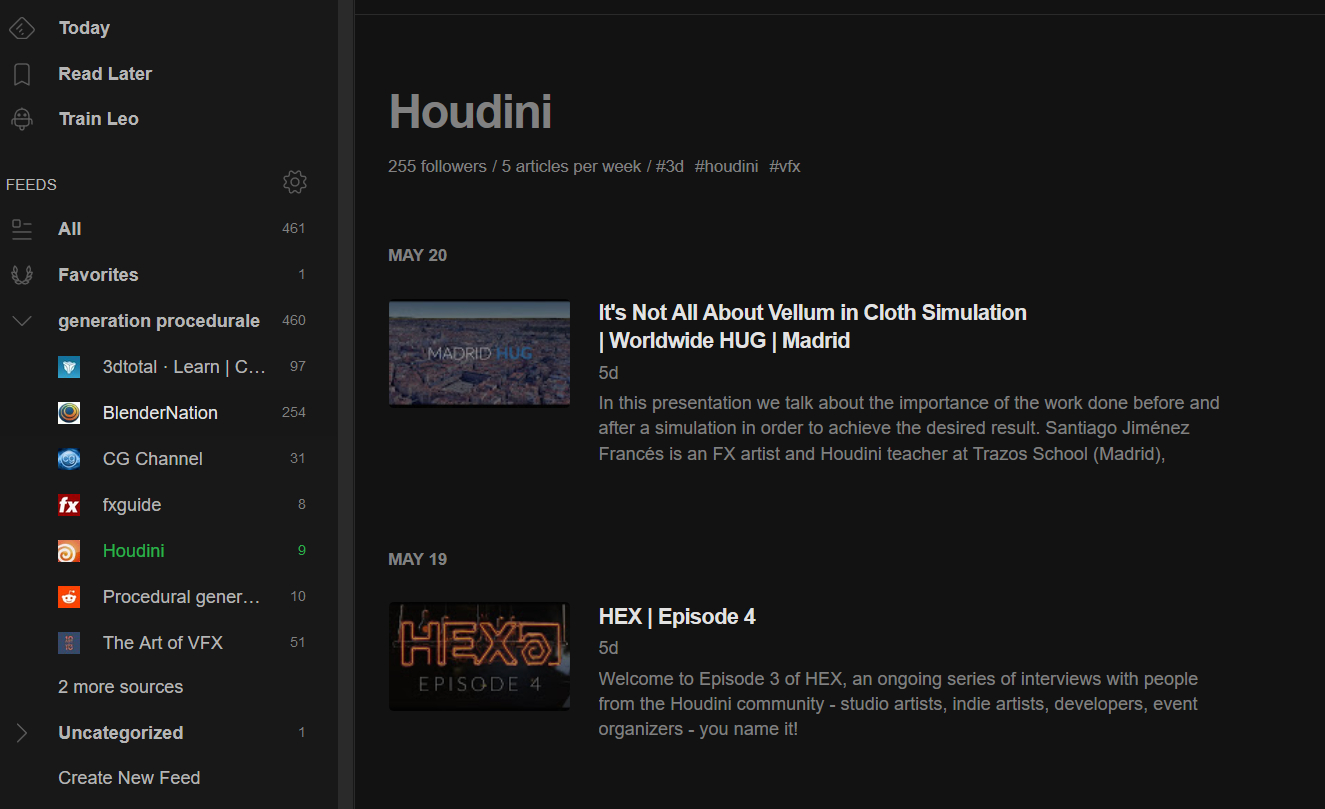 Today
Read Later
Train Leo
FEEDS
All 461
Favorites 1
generation procedurale 460
3dtotal · Learn | C... 97
BlenderNation 254
CG Channel 31
fx fxguide 8
Houdini 9
Procedural gener... 10
The Art of VFX 51
2 more sources
Uncategorized 1
Create New Feed
Houdini
255 followers / 5 articles per week / #3d #houdini #vfx
MAY 20
MADRID HUG
It's Not All About Vellum in Cloth Simulation
| Worldwide HUG | Madrid
5d
In this presentation we talk about the importance of the work done before and
after a simulation in order to achieve the desired result. Santiago Jiménez
Francés is an FX artist and Houdini teacher at Trazos School (Madrid),
MAY 19
HEX
EPISODE 4
HEX | Episode 4
5d
Welcome to Episode 3 of HEX, an ongoing series of interviews with people
from the Houdini community - studio artists, indie artists, developers, event
organizers - you name it!